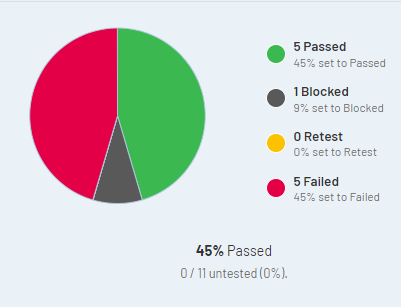 5 Passed
45% set to Passed
1 Blocked
9% set to Blocked
0 Retest
0% set to Retest
5 Failed
45% set to Failed
45% Passed
0 / 11 untested (0%).